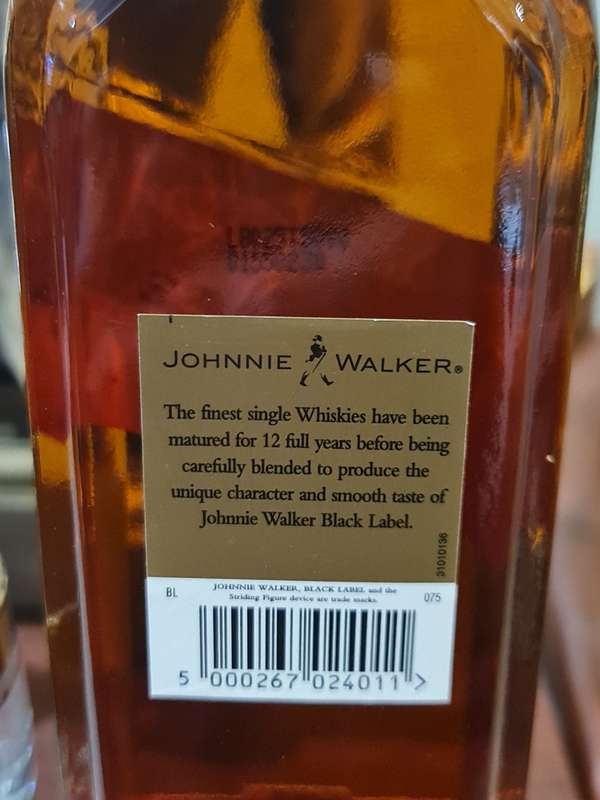 JOHNNIE WALKER®
The finest single Whiskies have been
matured for 12 full years before being
carefully blended to produce the
unique character and smooth taste of
Johnnie Walker Black Label.
31010136
BL
JOHNNIE WALKER, BLACK LABEL and the
Striding Figure device are trade marks.
075
5 000267 024011 >